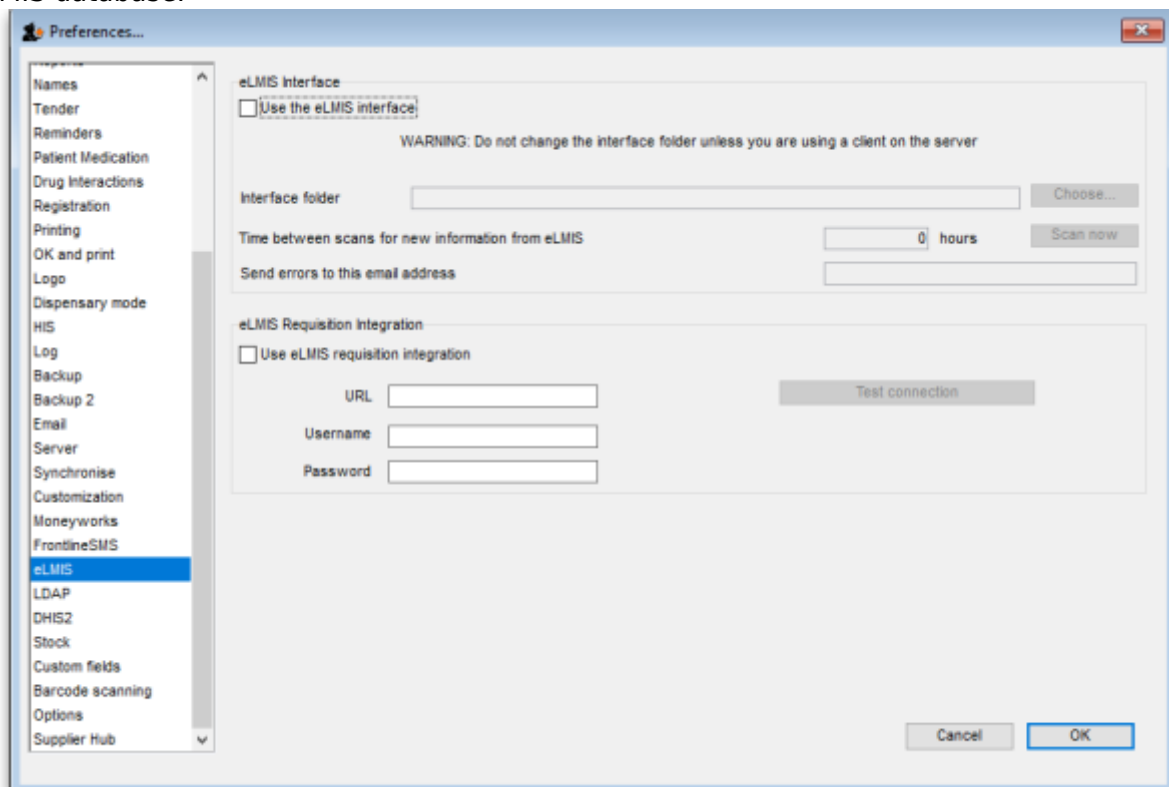 Preferences...
Names
Tender
Reminders
Patient Medication
Drug Interactions
Registration
Printing
OK and print
Logo
Dispensary mode
HIS
Log
Backup
Backup 2
Email
Server
Synchronise
Customization
Moneyworks
FrontlineSMS
eLMIS
LDAP
DHIS2
Stock
Custom fields
Barcode scanning
Options
Supplier Hub
eLMIS Interface
Use the eLMIS interface
WARNING: Do not change the interface folder unless you are using a client on the server
Interface folder
Choose...
Time between scans for new information from eLMIS 0 hours
Scan now
Send errors to this email address
eLMIS Requisition Integration
Use eLMIS requisition integration
URL
Test connection
Username
Password
Cancel
OK